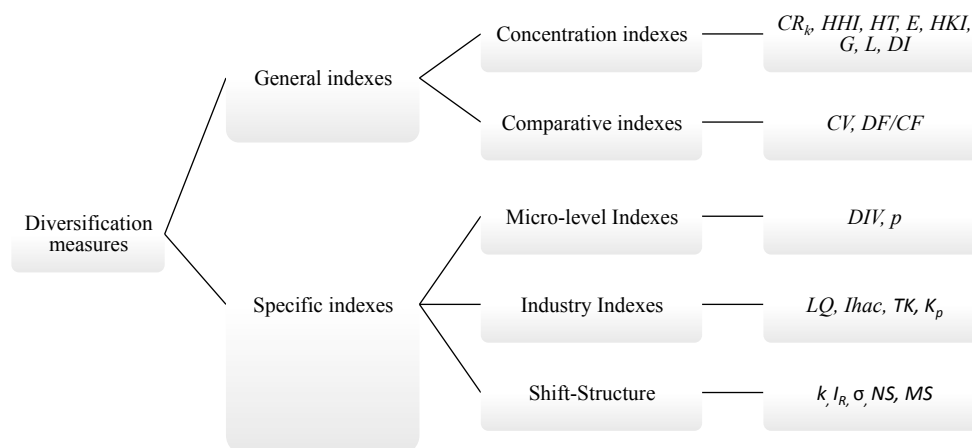 Diversification
measures
General indexes
Concentration indexes
CRk, HHI, HT, E, HKI,
G, L, DI
Comparative indexes
CV, DF/CF
Specific indexes
Micro-level Indexes
DIV, p
Industry Indexes
LQ, Ihac, TK, Kp
Shift-Structure
k, IR, σ, NS, MS